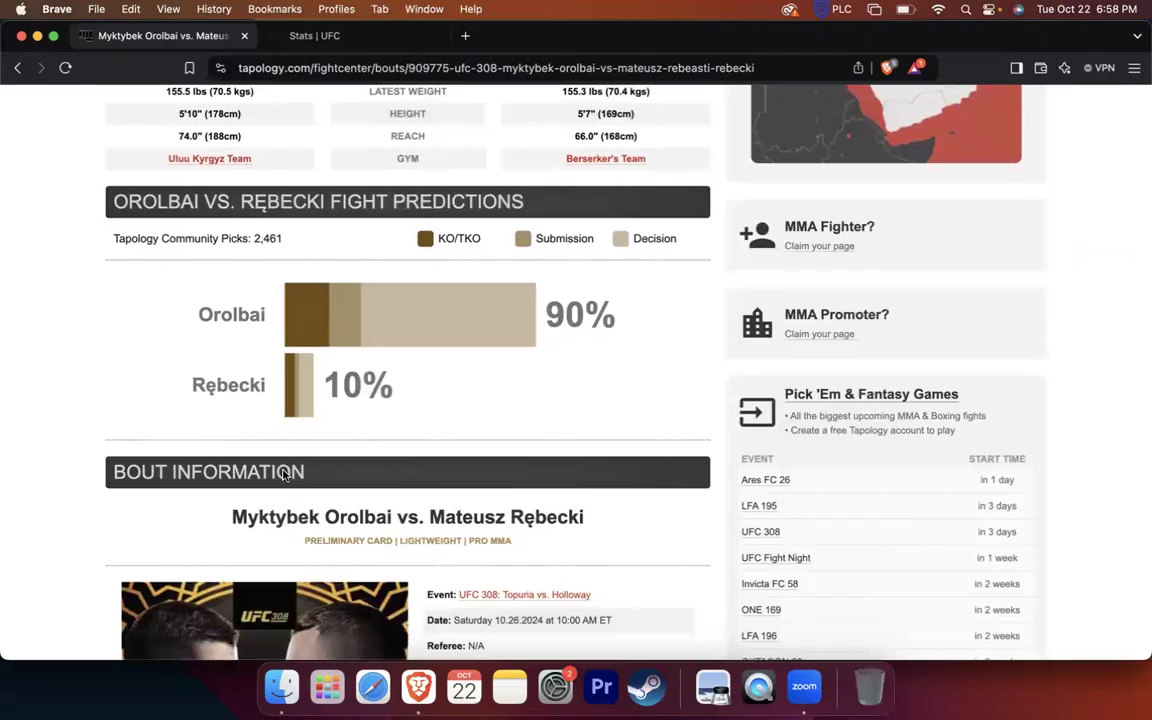 Brave File Edit View History Bookmarks Profiles Tab Window Help PLC Tue Oct 22 6:58 PM
Myktybek Orolbai vs. Mateus Stats | UFC
tapology.com/fightcenter/bouts/909775-ufc-308-myktybek-orolbai-vs-mateusz-rebeasti-rebecki VPN
155.5 lbs (70.5 kgs) LATEST WEIGHT 155.3 lbs (70.4 kgs)
5'10" (178cm) HEIGHT 5'7" (169cm)
74.0" (188cm) REACH 66.0" (168cm)
Uluu Kyrgyz Team GYM Berserker's Team
OROLBAI VS. RĘBECKI FIGHT PREDICTIONS
Tapology Community Picks: 2,461 KO/TKO Submission Decision
Orolbai 90%
Rębecki 10%
BOUT INFORMATION
Myktybek Orolbai vs. Mateusz Rębecki
PRELIMINARY CARD | LIGHTWEIGHT | PRO MMA
UFC308
Event: UFC 308: Topuria vs. Holloway
Date: Saturday 10.26.2024 at 10:00 AM ET
Referee: N/A
MMA Fighter?
Claim your page
MMA Promoter?
Claim your page
Pick 'Em & Fantasy Games
• All the biggest upcoming MMA & Boxing fights
• Create a free Tapology account to play
EVENT START TIME
Ares FC 26 in 1 day
LFA 195 in 3 days
UFC 308 in 3 days
UFC Fight Night in 1 week
Invicta FC 58 in 2 weeks
ONE 169 in 2 weeks
LFA 196 in 2 weeks
OCT
22
2
Pr
zoom